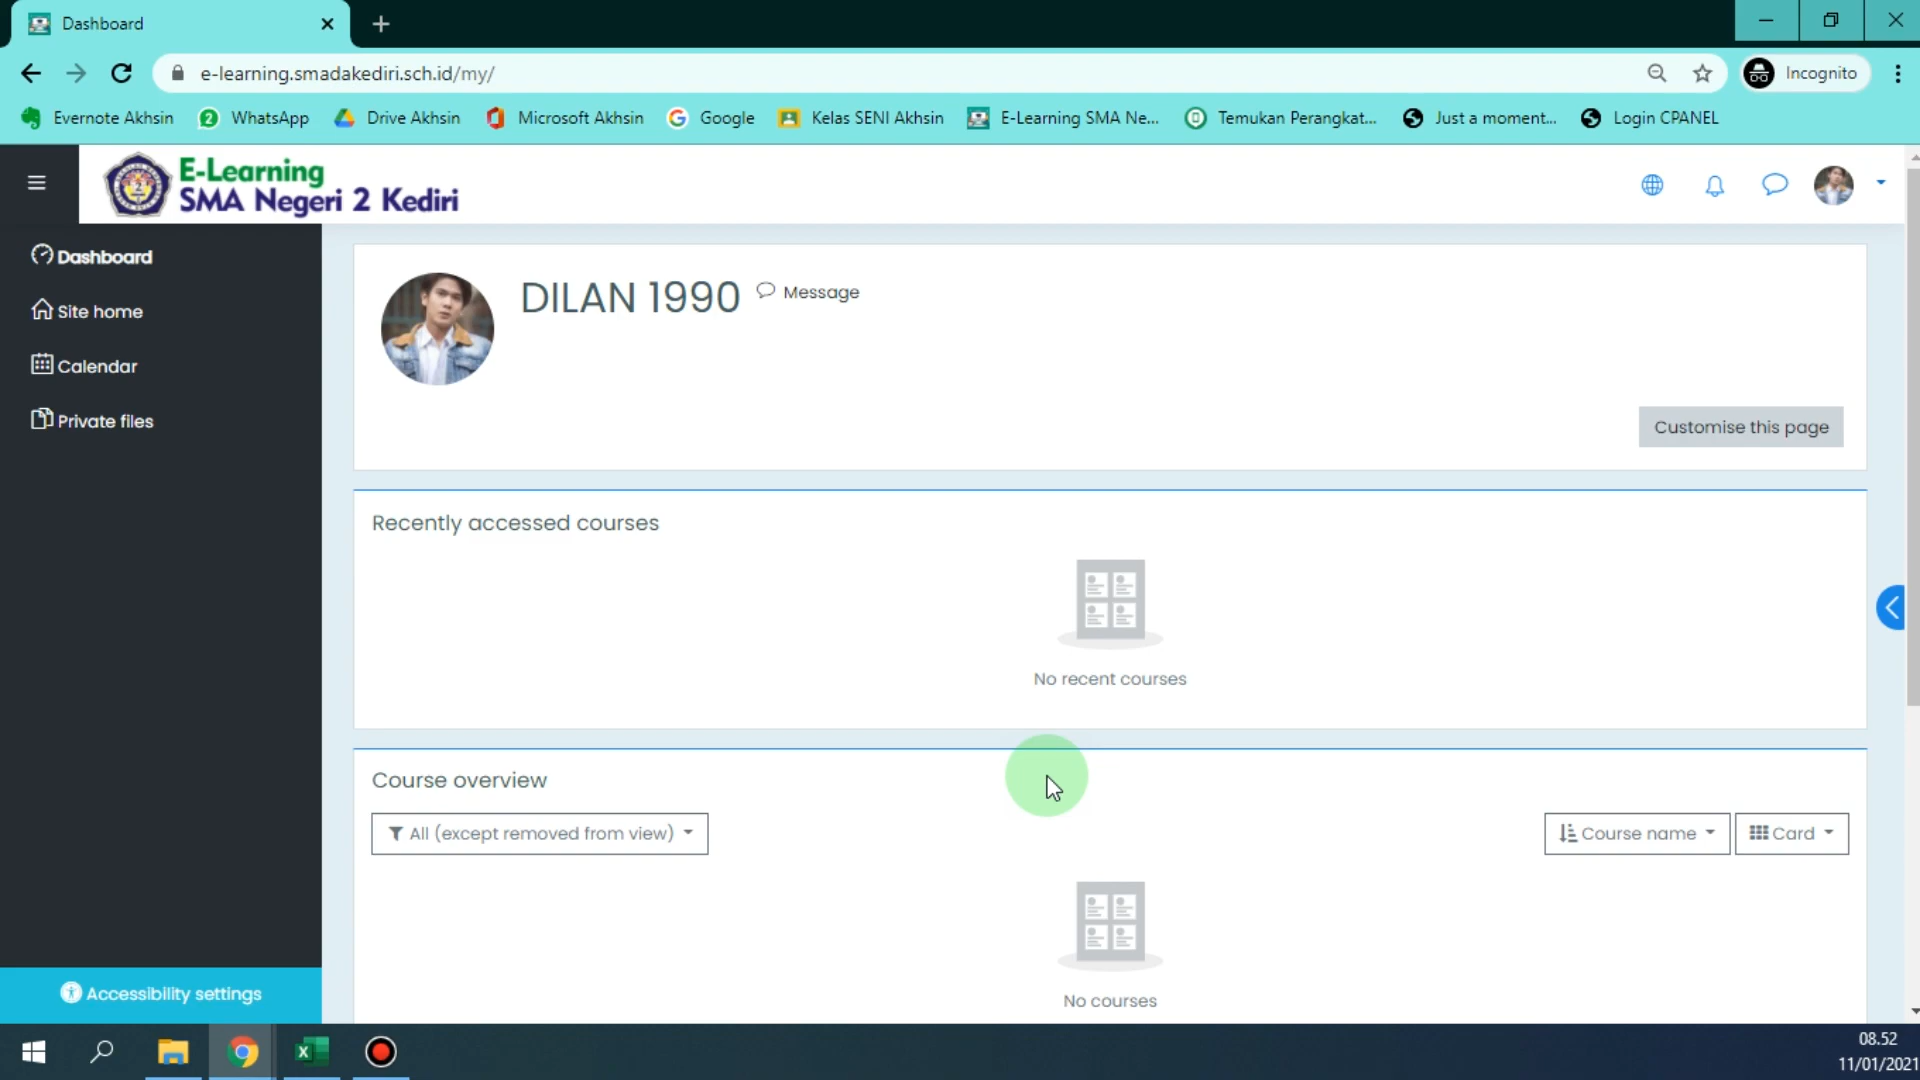 Dashboard
e-learning.smadakediri.sch.id/my/
Incognito
Evernote Akhsin
WhatsApp
Drive Akhsin
Microsoft Akhsin
Google
Kelas SENI Akhsin
E-Learning SMA Ne...
Temukan Perangkat...
Just a moment...
Login CPANEL
E-Learning
SMA Negeri 2 Kediri
Dashboard
Site home
Calendar
Private files
Accessibility settings
DILAN 1990
Message
Customise this page
Recently accessed courses
No recent courses
Course overview
All (except removed from view)
Course name
Card
No courses
08.52
11/01/2021